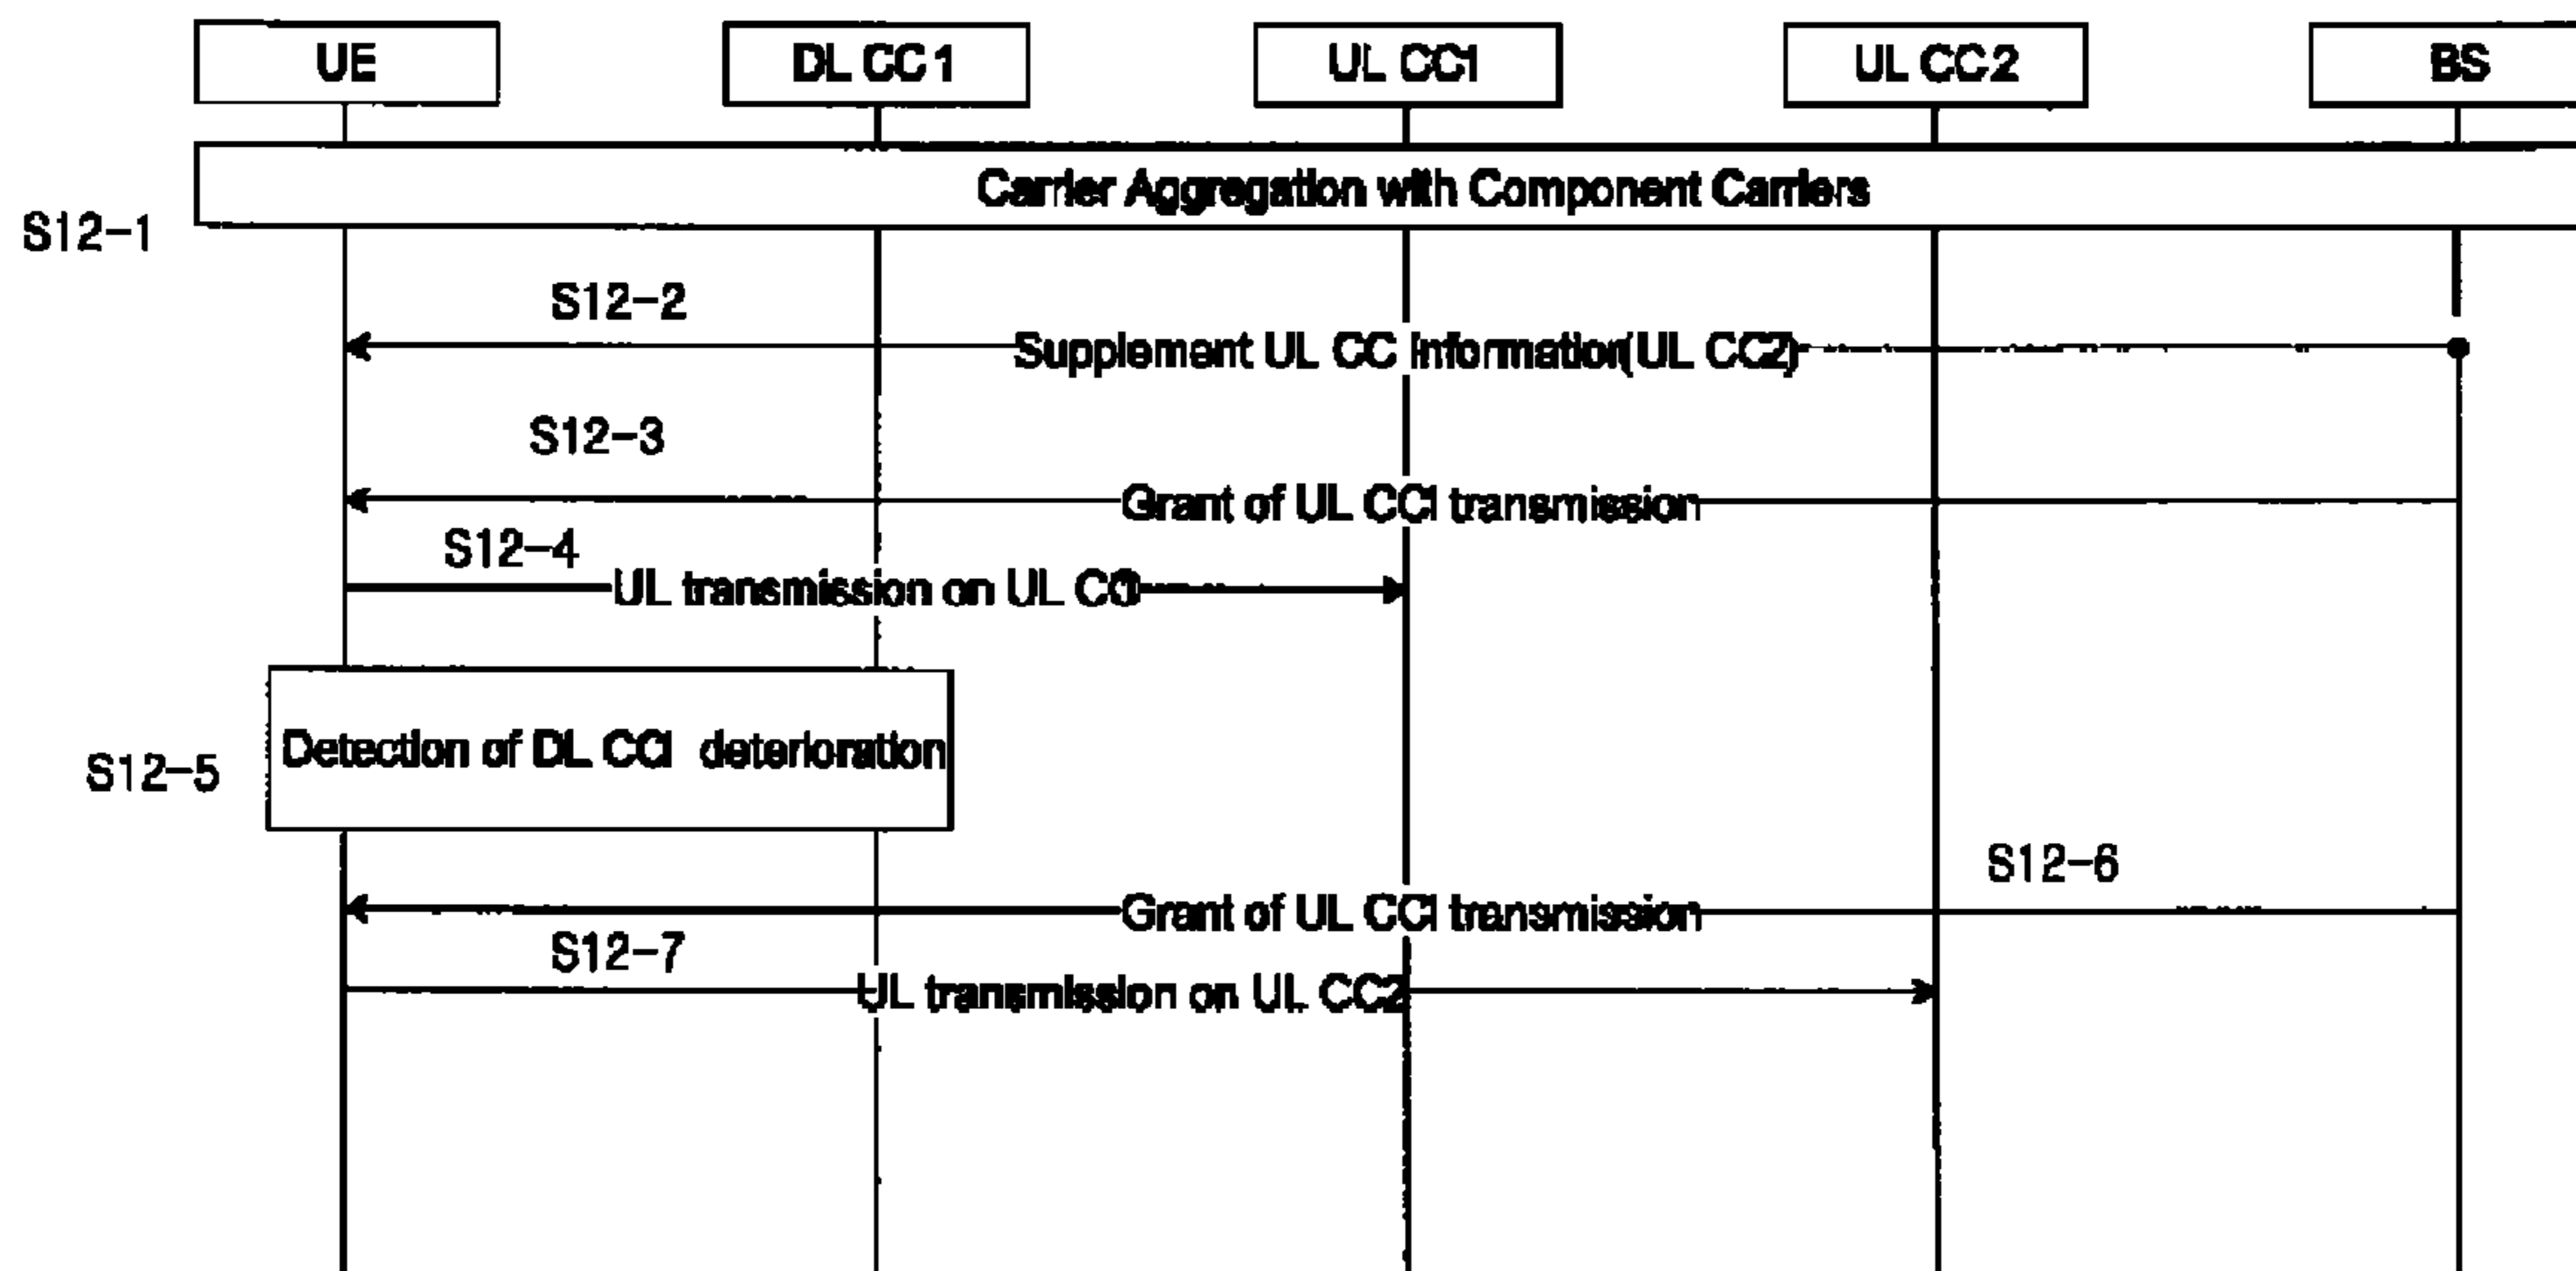 UE
DL CC1
UL CC1
UL CC2
BS
Carrier Aggregation with Component Carriers
S12-1
S12-2
Supplement UL CC Information(UL CC2)
S12-3
Grant of UL CC1 transmission
S12-4
UL transmission on UL CC1
Detection of DL CC1 deterioration
S12-5
S12-6
Grant of UL CC1 transmission
S12-7
UL transmission on UL CC2